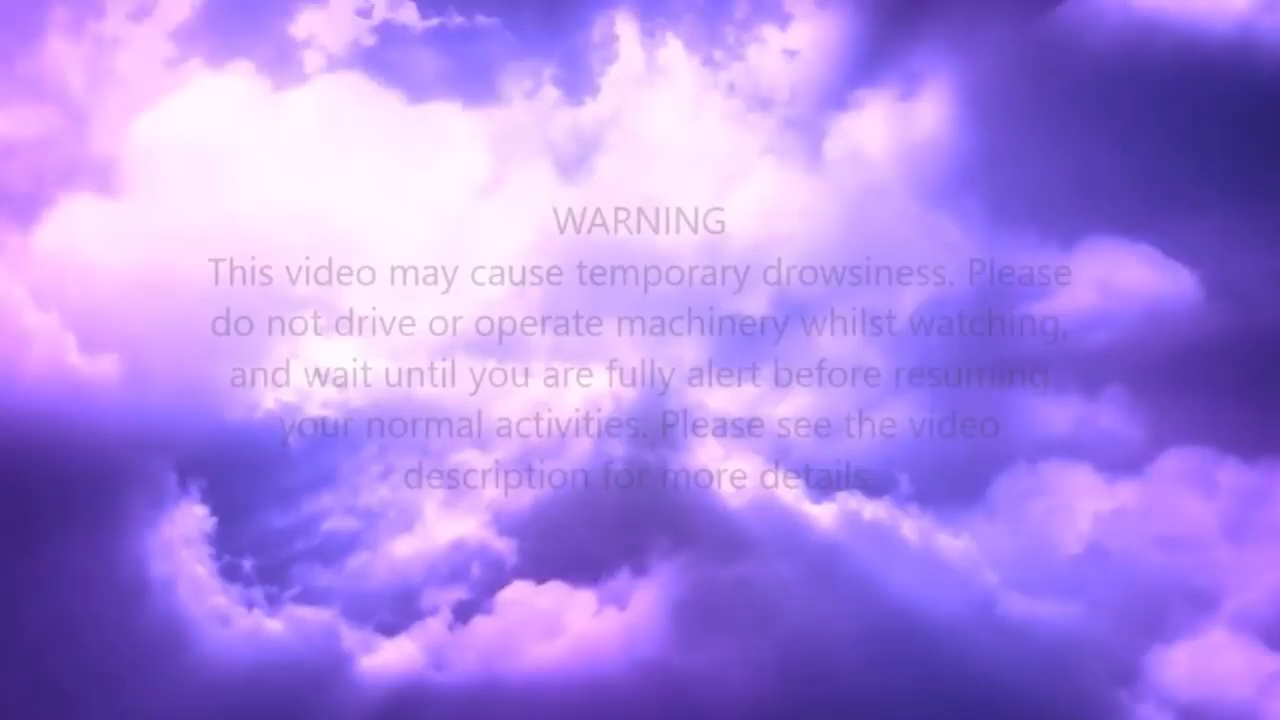 WARNING
This video may cause temporary drowsiness. Please
do not drive or operate machinery whilst watching,
and wait until you are fully alert before resuming
your normal activities. Please see the video
description for more details.